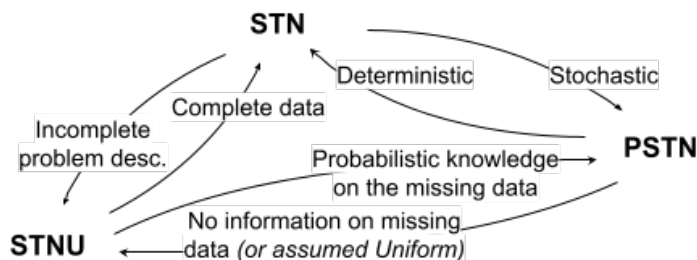 STN
Deterministic
Stochastic
Complete data
Incomplete
problem desc.
Probabilistic knowledge
on the missing data
PSTN
No information on missing
data (or assumed Uniform)
STNU